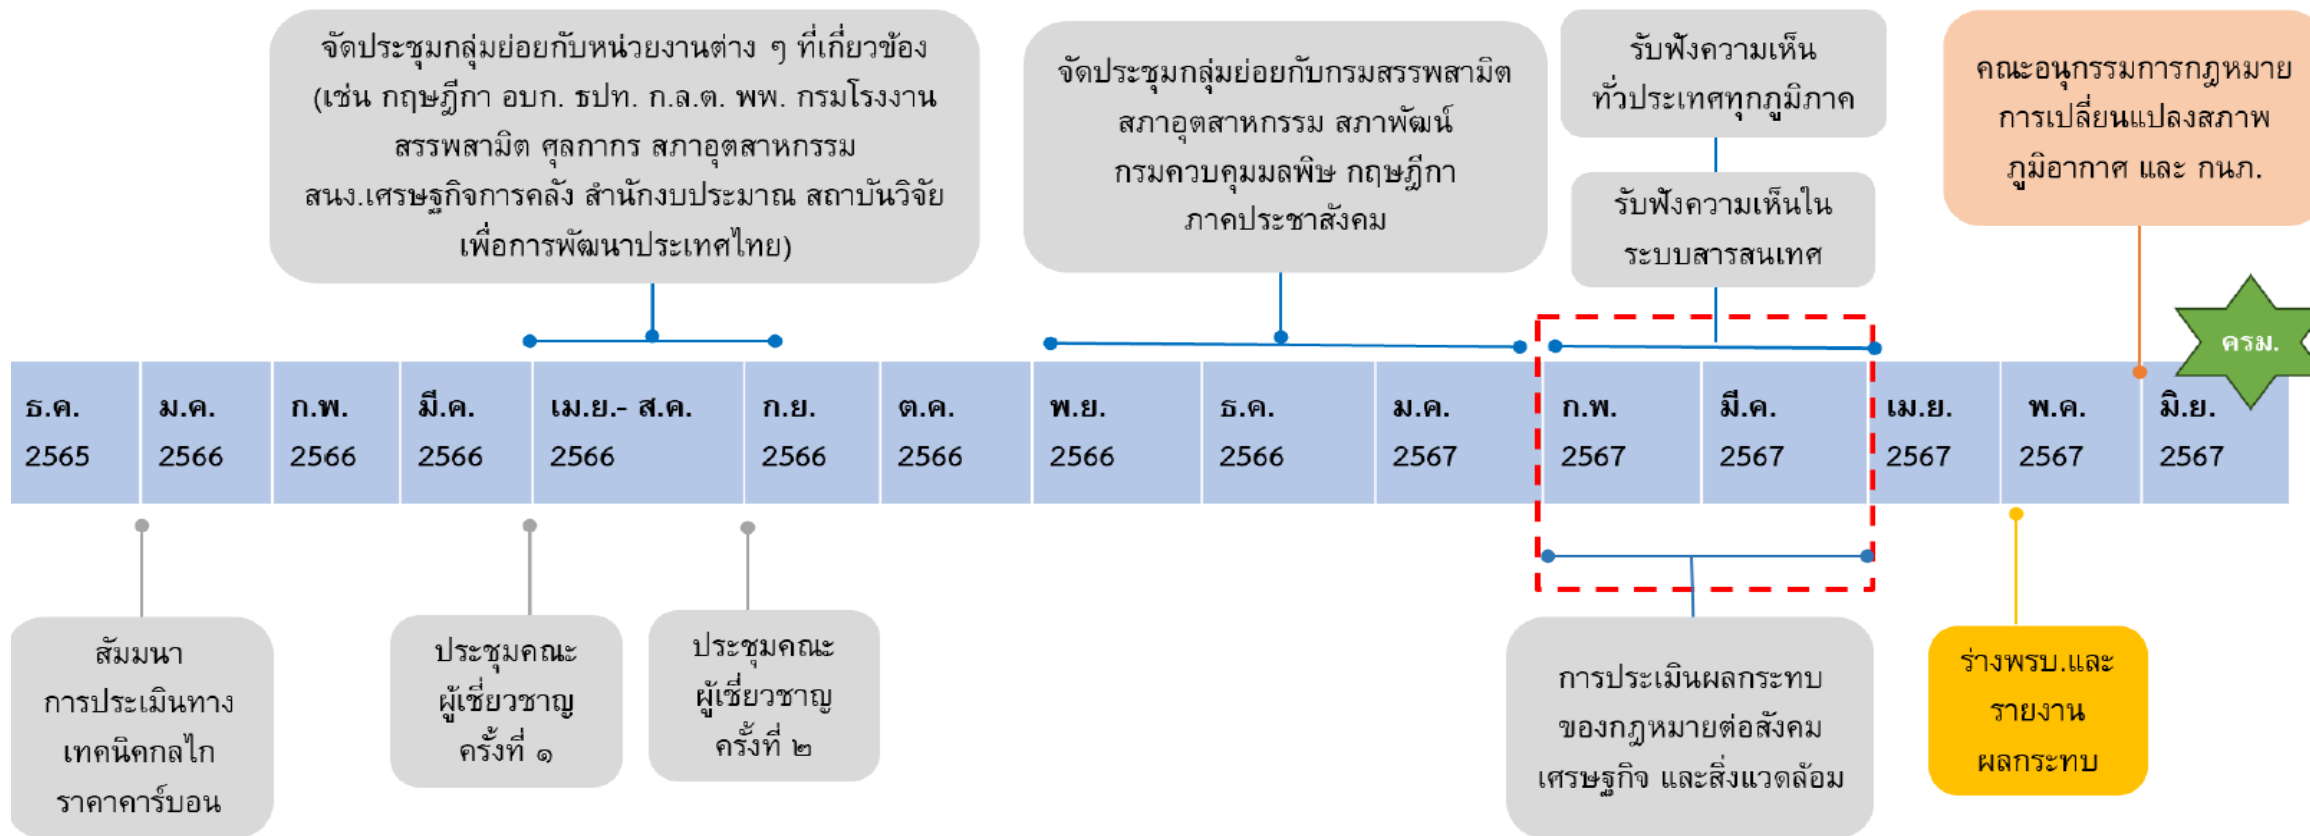 จัดประชุมกลุ่มย่อยกับหน่วยงานต่าง ๆ ที่เกี่ยวข้อง
(เช่น กฤษฎีกา อบก. ธปท. ก.ล.ต. พพ. กรมโรงงาน
สรรพสามิต ศุลกากร สภาอุตสาหกรรม
สนง.เศรษฐกิจการคลัง สำนักงบประมาณ สถาบันวิจัย
เพื่อการพัฒนาประเทศไทย)
จัดประชุมกลุ่มย่อยกับกรมสรรพสามิต
สภาอุตสาหกรรม สภาพัฒน์
กรมควบคุมมลพิษ กฤษฎีกา
ภาคประชาสังคม
รับฟังความเห็น
ทั่วประเทศทุกภูมิภาค
รับฟังความเห็นใน
ระบบสารสนเทศ
คณะอนุกรรมการกฎหมาย
การเปลี่ยนแปลงสภาพ
ภูมิอากาศ และ กนภ.
ครม.
ธ.ค.
2565
ม.ค.
2566
ก.พ.
2566
มี.ค.
2566
เม.ย.- ส.ค.
2566
ก.ย.
2566
ต.ค.
2566
พ.ย.
2566
ธ.ค.
2566
ม.ค.
2567
ก.พ.
2567
มี.ค.
2567
เม.ย.
2567
พ.ค.
2567
มิ.ย.
2567
สัมมนา
การประเมินทาง
เทคนิคกลไก
ราคาคาร์บอน
ประชุมคณะ
ผู้เชี่ยวชาญ
ครั้งที่ ๑
ประชุมคณะ
ผู้เชี่ยวชาญ
ครั้งที่ ๒
การประเมินผลกระทบ
ของกฎหมายต่อสังคม
เศรษฐกิจ และสิ่งแวดล้อม
ร่างพรบ.และ
รายงาน
ผลกระทบ